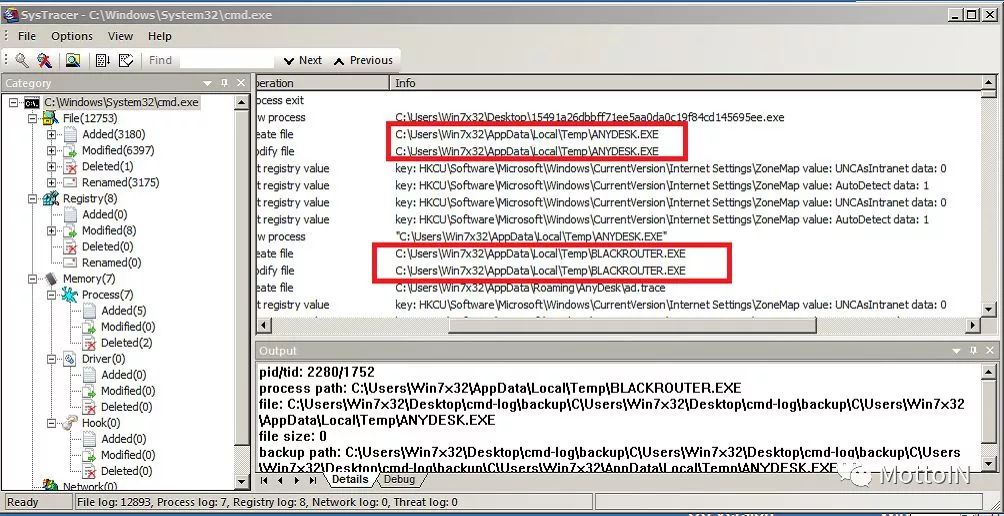 SysTracer - C:\Windows\System32\cmd.exe
File Options View Help
Find Next Previous
Category
C:\Windows\System32\cmd.exe
File(12753)
Added(3180)
Modified(6397)
Deleted(1)
Renamed(3175)
Registry(8)
Added(0)
Modified(8)
Deleted(0)
Renamed(0)
Memory(7)
Process(7)
Added(5)
Modified(0)
Deleted(2)
Driver(0)
Added(0)
Modified(0)
Deleted(0)
Hook(0)
Added(0)
Modified(0)
Deleted(0)
Network(0)
peration Info
ocess exit
w process C:\Users\Win7x32\Desktop\15491a26dbbff71ee5aa0da0c19f84cd145695ee.exe
eate file C:\Users\Win7x32\AppData\Local\Temp\ANYDESK.EXE
odify file C:\Users\Win7x32\AppData\Local\Temp\ANYDESK.EXE
t registry value key: HKCU\Software\Microsoft\Windows\CurrentVersion\Internet Settings\ZoneMap value: UNCAsIntranet data: 0
t registry value key: HKCU\Software\Microsoft\Windows\CurrentVersion\Internet Settings\ZoneMap value: AutoDetect data: 1
t registry value key: HKCU\Software\Microsoft\Windows\CurrentVersion\Internet Settings\ZoneMap value: UNCAsIntranet data: 0
t registry value key: HKCU\Software\Microsoft\Windows\CurrentVersion\Internet Settings\ZoneMap value: AutoDetect data: 1
w process "C:\Users\Win7x32\AppData\Local\Temp\ANYDESK.EXE"
eate file C:\Users\Win7x32\AppData\Local\Temp\BLACKROUTER.EXE
odify file C:\Users\Win7x32\AppData\Local\Temp\BLACKROUTER.EXE
eate file C:\Users\Win7x32\AppData\Roaming\AnyDesk\ad.trace
t registry value key: HKCU\Software\Microsoft\Windows\CurrentVersion\Internet Settings\ZoneMap value: UNCAsIntranet data: 0
Output
pid/tid: 2280/1752
process path: C:\Users\Win7x32\AppData\Local\Temp\BLACKROUTER.EXE
file: C:\Users\Win7x32\Desktop\cmd-log\backup\C\Users\Win7x32\Desktop\cmd-log\backup\C\Users\Win7x32
\AppData\Local\Temp\ANYDESK.EXE
file size: 0
backup path: C:\Users\Win7x32\Desktop\cmd-log\backup\C\Users\Win7x32\Desktop\cmd-log\backup\C\Users
\Win7x32\Desktop\cmd-log\backup\C\Users\Win7x32\AppData\Local\Temp\ANYDESK.EXE
Details Debug
MottoIN
Ready File log: 12893, Process log: 7, Registry log: 8, Network log: 0, Threat log: 0